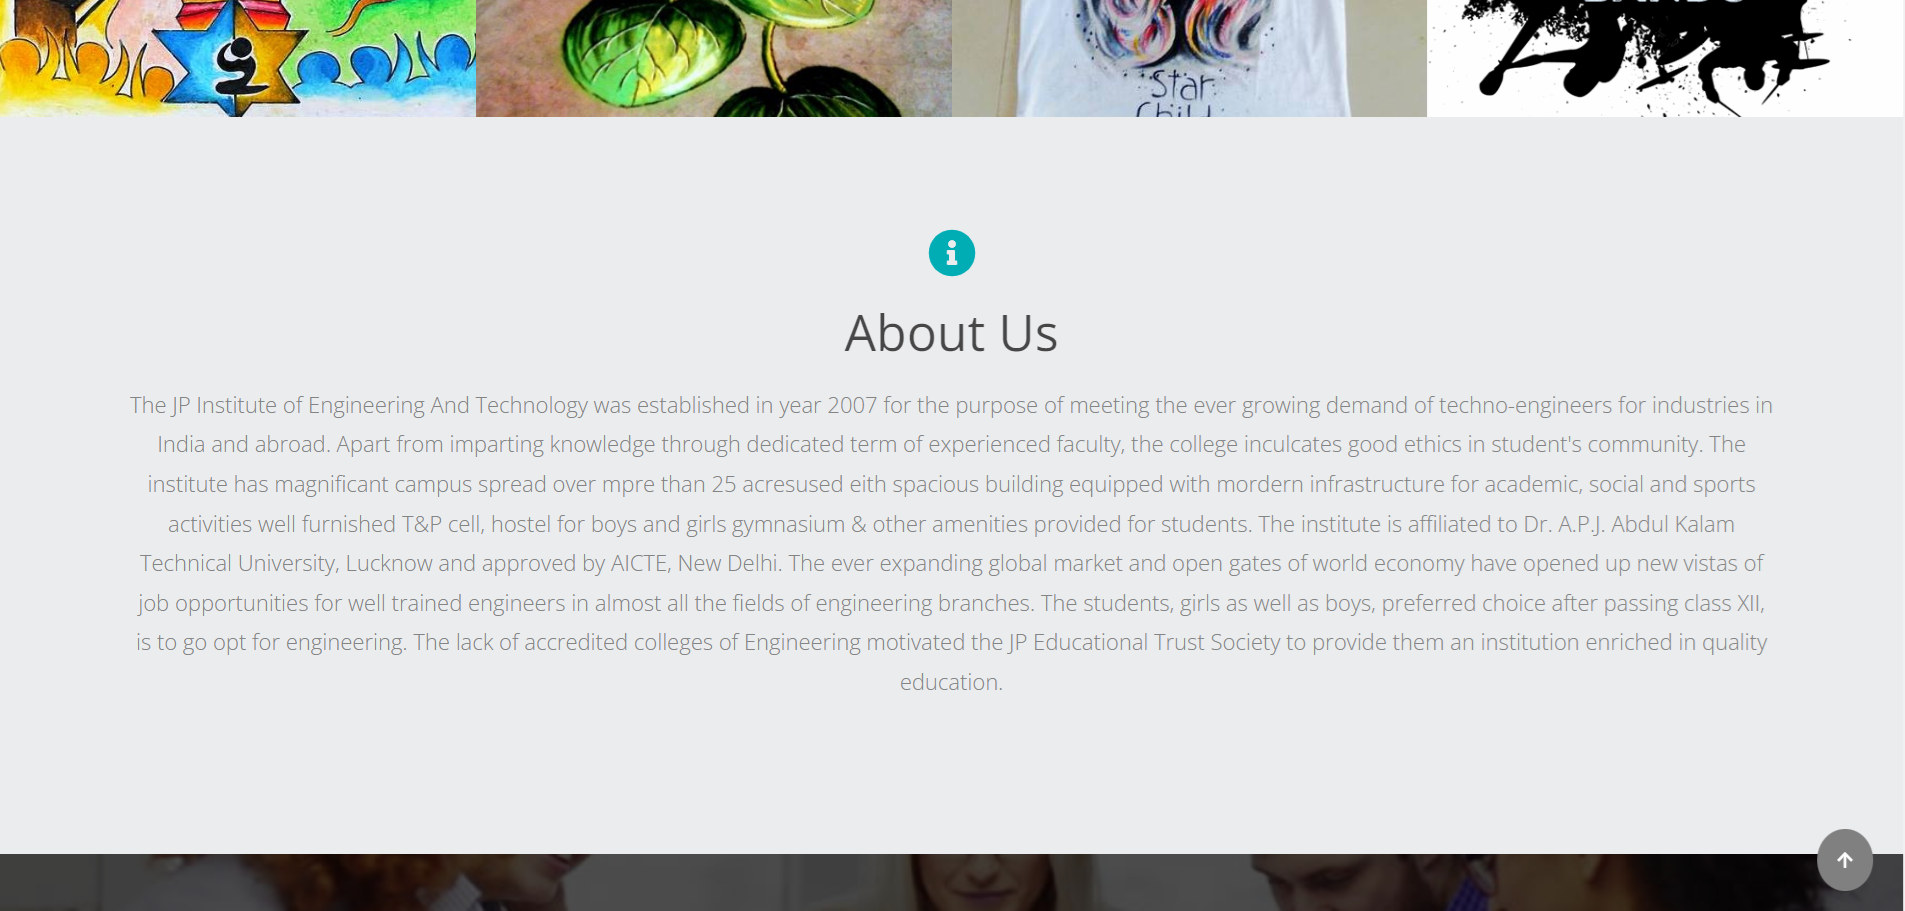 Star
Child
About Us
The JP Institute of Engineering And Technology was established in year 2007 for the purpose of meeting the ever growing demand of techno-engineers for industries in
India and abroad. Apart from imparting knowledge through dedicated term of experienced faculty, the college inculcates good ethics in student's community. The
institute has magnificant campus spread over mpre than 25 acresused eith spacious building equipped with mordern infrastructure for academic, social and sports
activities well furnished T&P cell, hostel for boys and girls gymnasium & other amenities provided for students. The institute is affiliated to Dr. A.P.J. Abdul Kalam
Technical University, Lucknow and approved by AICTE, New Delhi. The ever expanding global market and open gates of world economy have opened up new vistas of
job opportunities for well trained engineers in almost all the fields of engineering branches. The students, girls as well as boys, preferred choice after passing class XII,
is to go opt for engineering. The lack of accredited colleges of Engineering motivated the JP Educational Trust Society to provide them an institution enriched in quality
education.